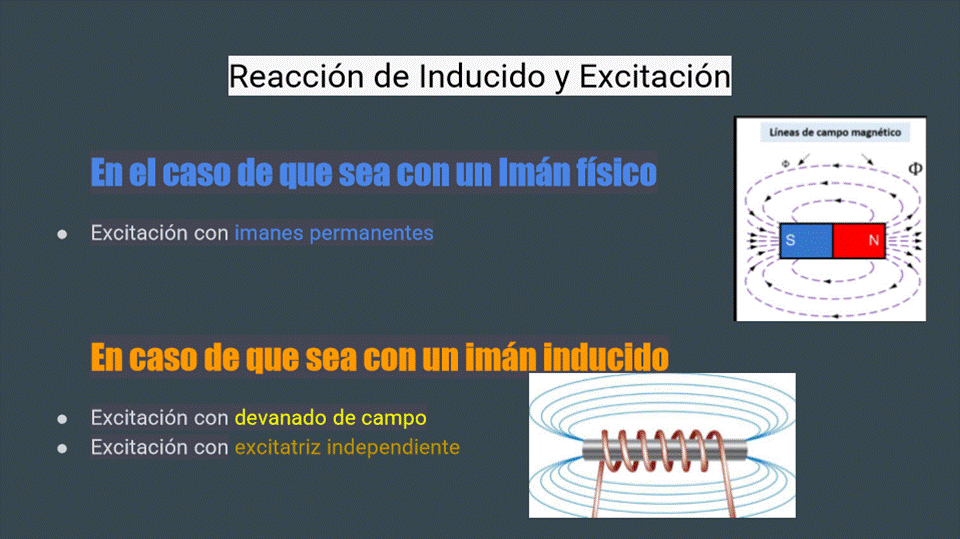 Reacción de Inducido y Excitación
Líneas de campo magnético
Φ Φ
S N
En el caso de que sea con un Imán físico
Excitación con imanes permanentes
En caso de que sea con un imán inducido
Excitación con devanado de campo
Excitación con excitatriz independiente